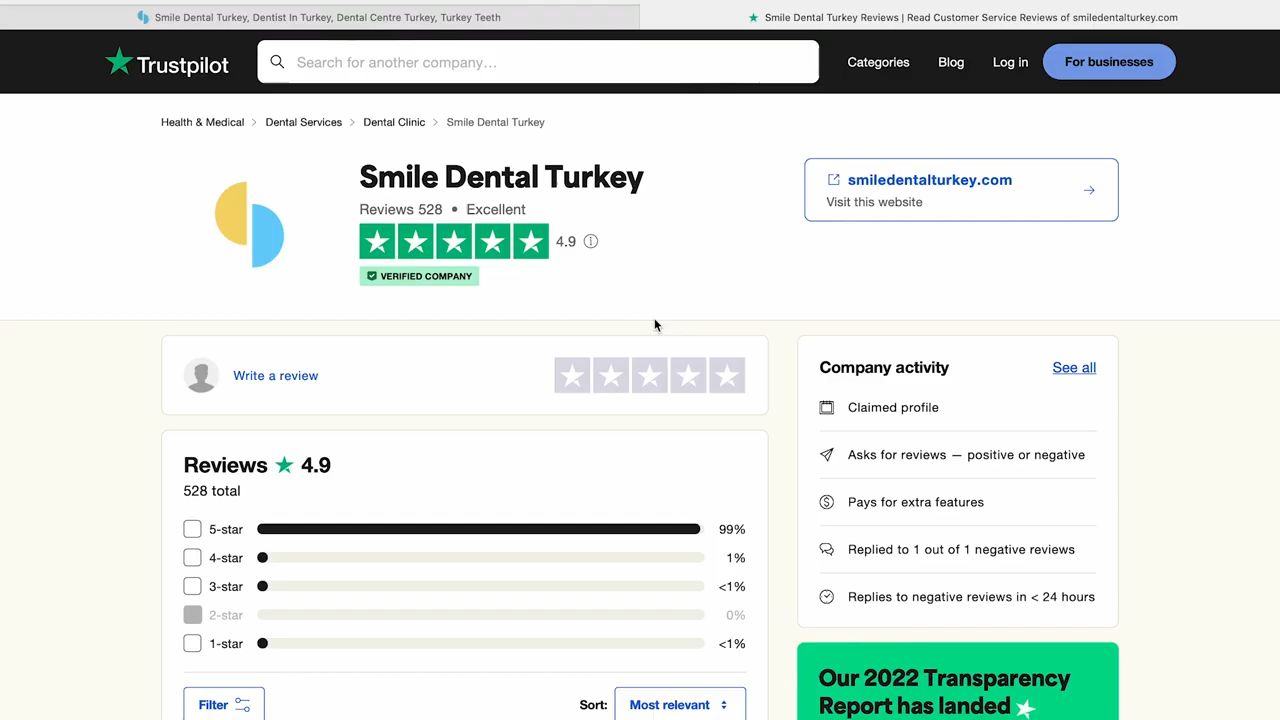 Smile Dental Turkey, Dentist In Turkey, Dental Centre Turkey, Turkey Teeth
Smile Dental Turkey Reviews | Read Customer Service Reviews of smiledentalturkey.com
Trustpilot
Search for another company…
Categories
Blog
Log in
For businesses
Health & Medical > Dental Services > Dental Clinic > Smile Dental Turkey
Smile Dental Turkey
Reviews 528 • Excellent
4.9
VERIFIED COMPANY
smiledentalturkey.com
Visit this website
Write a review
Reviews ★ 4.9
528 total
5-star 99%
4-star 1%
3-star <1%
2-star 0%
1-star <1%
Filter
Sort: Most relevant
Company activity
See all
Claimed profile
Asks for reviews — positive or negative
Pays for extra features
Replied to 1 out of 1 negative reviews
Replies to negative reviews in < 24 hours
Our 2022 Transparency
Report has landed